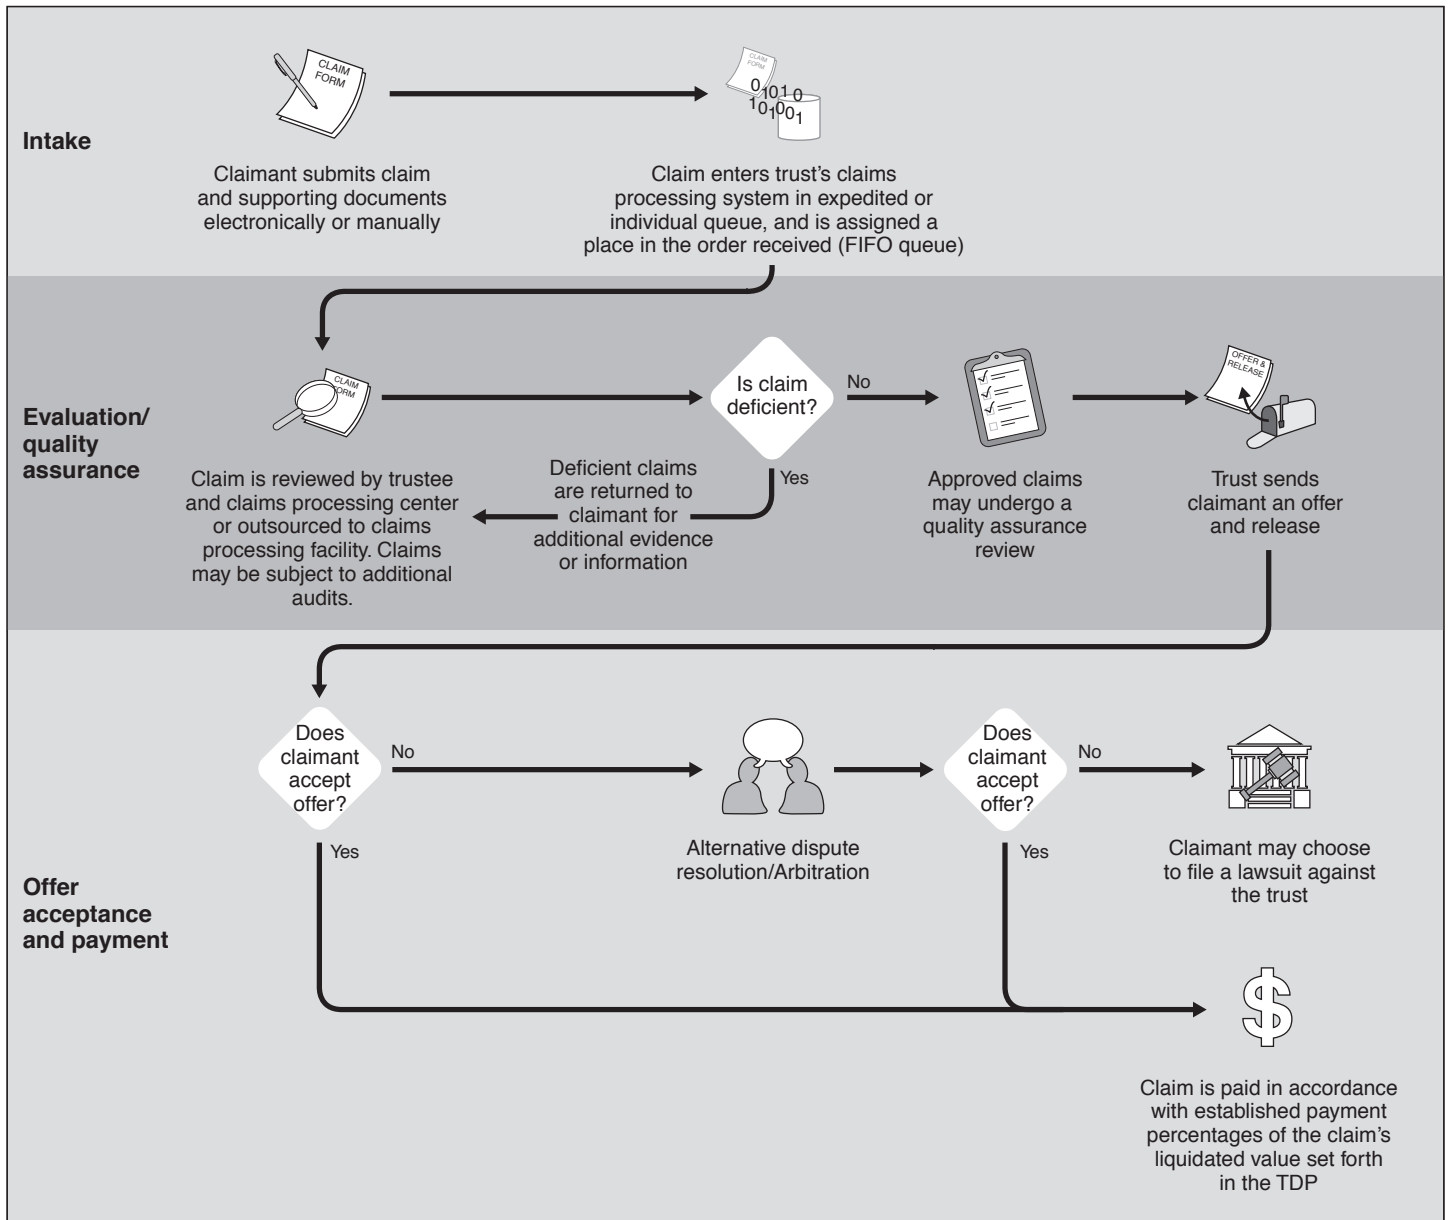 Intake
CLAIM
FORM
Claimant submits claim
and supporting documents
electronically or manually
CLAIM
FORM
01010
101001
Claim enters trust’s claims
processing system in expedited or
individual queue, and is assigned a
place in the order received (FIFO queue)
Evaluation/
quality
assurance
CLAIM
FORM
Claim is reviewed by trustee
and claims processing center
or outsourced to claims
processing facility. Claims
may be subject to additional
audits.
Is claim
deficient?
No
Yes
Deficient claims
are returned to
claimant for
additional evidence
or information
Approved claims
may undergo a
quality assurance
review
OFFER &
RELEASE
Trust sends
claimant an offer
and release
Offer
acceptance
and payment
Does
claimant
accept
offer?
No
Yes
Alternative dispute
resolution/Arbitration
Does
claimant
accept
offer?
No
Yes
Claimant may choose
to file a lawsuit against
the trust
$
Claim is paid in accordance
with established payment
percentages of the claim’s
liquidated value set forth
in the TDP